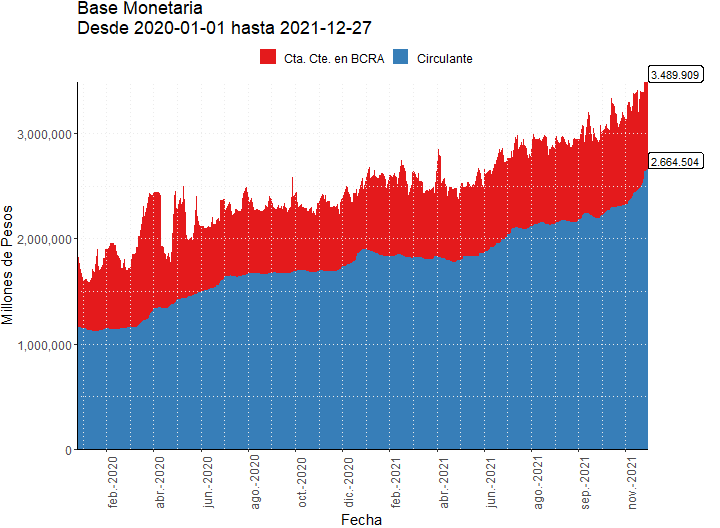 Base Monetaria
Desde 2020-01-01 hasta 2021-12-27
Cta. Cte. en BCRA
Circulante
3.489.909
2.664.504
3,000,000
2,000,000
1,000,000
0
Millones de Pesos
feb.-2020
abr.-2020
jun.-2020
ago.-2020
oct.-2020
dic.-2020
feb.-2021
abr.-2021
jun.-2021
ago.-2021
sep.-2021
nov.-2021
Fecha